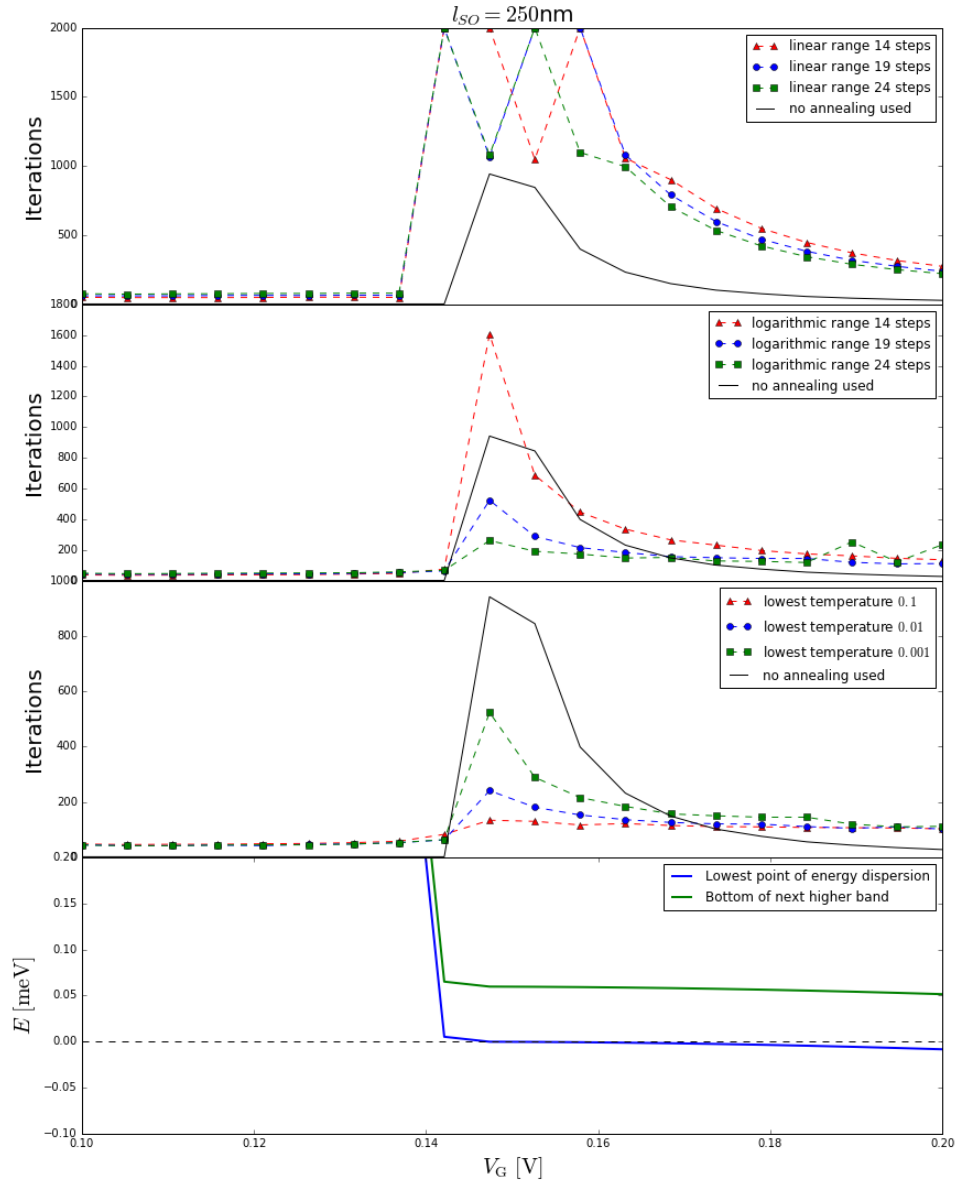 l_SO = 250nm
2000
1500
1000
500
0
Iterations
linear range 14 steps
linear range 19 steps
linear range 24 steps
no annealing used
1800
1600
1400
1200
1000
800
600
400
200
0
Iterations
logarithmic range 14 steps
logarithmic range 19 steps
logarithmic range 24 steps
no annealing used
1000
800
600
400
200
0
Iterations
lowest temperature 0.1
lowest temperature 0.01
lowest temperature 0.001
no annealing used
0.20
0.15
0.10
0.05
0.00
−0.05
−0.10
E [meV]
Lowest point of energy dispersion
Bottom of next higher band
0.10 0.12 0.14 0.16 0.18 0.20
V_G [V]